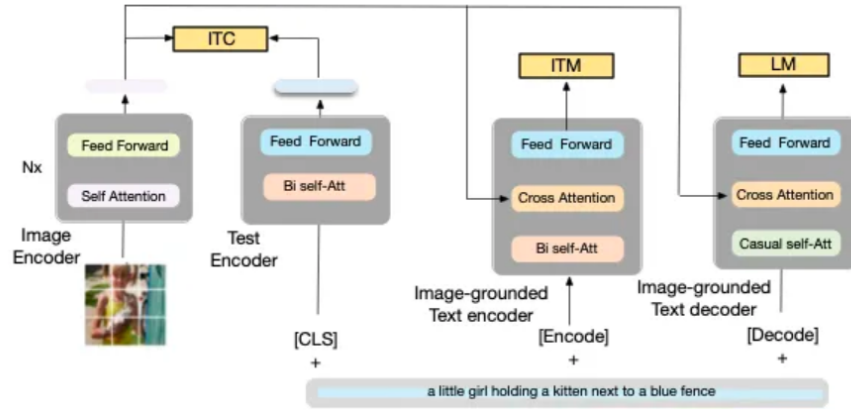 ITC
ITM
LM
Feed Forward
Self Attention
Nx
Image
Encoder
Feed Forward
Bi self-Att
Test
Encoder
Feed Forward
Cross Attention
Bi self-Att
Image-grounded
Text encoder
Feed Forward
Cross Attention
Casual self-Att
Image-grounded
Text decoder
[CLS]
+
[Encode]
+
[Decode]
+
a little girl holding a kitten next to a blue fence